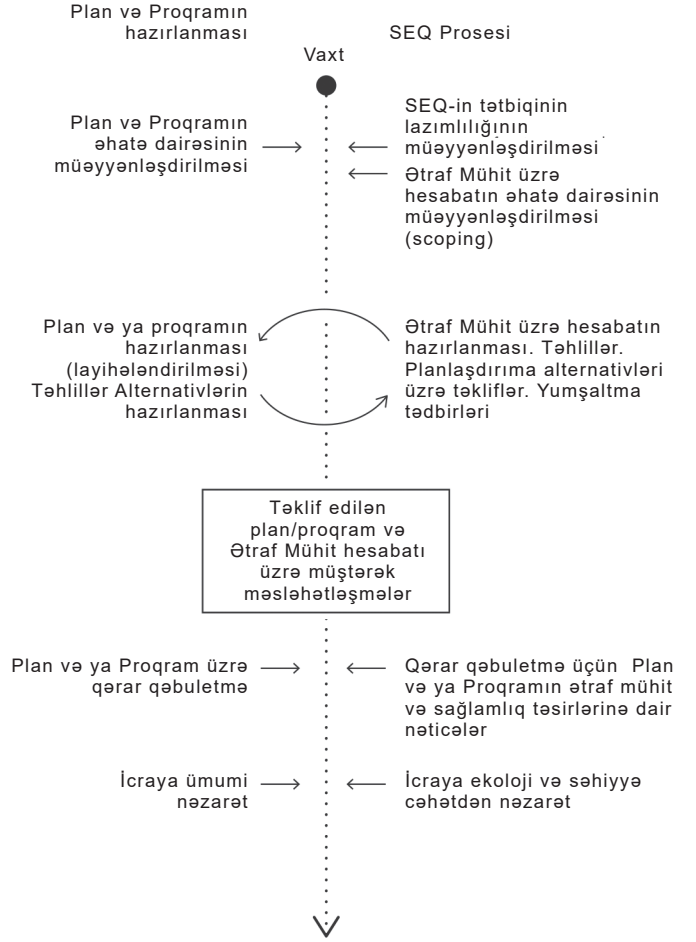 Plan və Proqramın
hazırlanması
SEQ Prosesi
Vaxt
Plan və Proqramın
əhatə dairəsinin
müəyyənləşdirilməsi
SEQ-in tətbiqinin
lazımlılığının
müəyyənləşdirilməsi
Ətraf Mühit üzrə
hesabatın əhatə dairəsinin
müəyyənləşdirilməsi
(scoping)
Plan və ya proqramın
hazırlanması
(layihələndirilməsi)
Təhlillər Alternativlərin
hazırlanması
Ətraf Mühit üzrə hesabatın
hazırlanması. Təhlillər.
Planlaşdırıma alternativləri
üzrə təkliflər. Yumşaltma
tədbirləri
Təklif edilən
plan/proqram və
Ətraf Mühit hesabatı
üzrə müştərək
məsləhətləşmələr
Plan və ya Proqram üzrə
qərar qəbuletmə
Qərar qəbuletmə üçün Plan
və ya Proqramın ətraf mühit
və sağlamlıq təsirlərinə dair
nəticələr
İcraya ümumi
nəzarət
İcraya ekoloji və səhiyyə
cəhətdən nəzarət